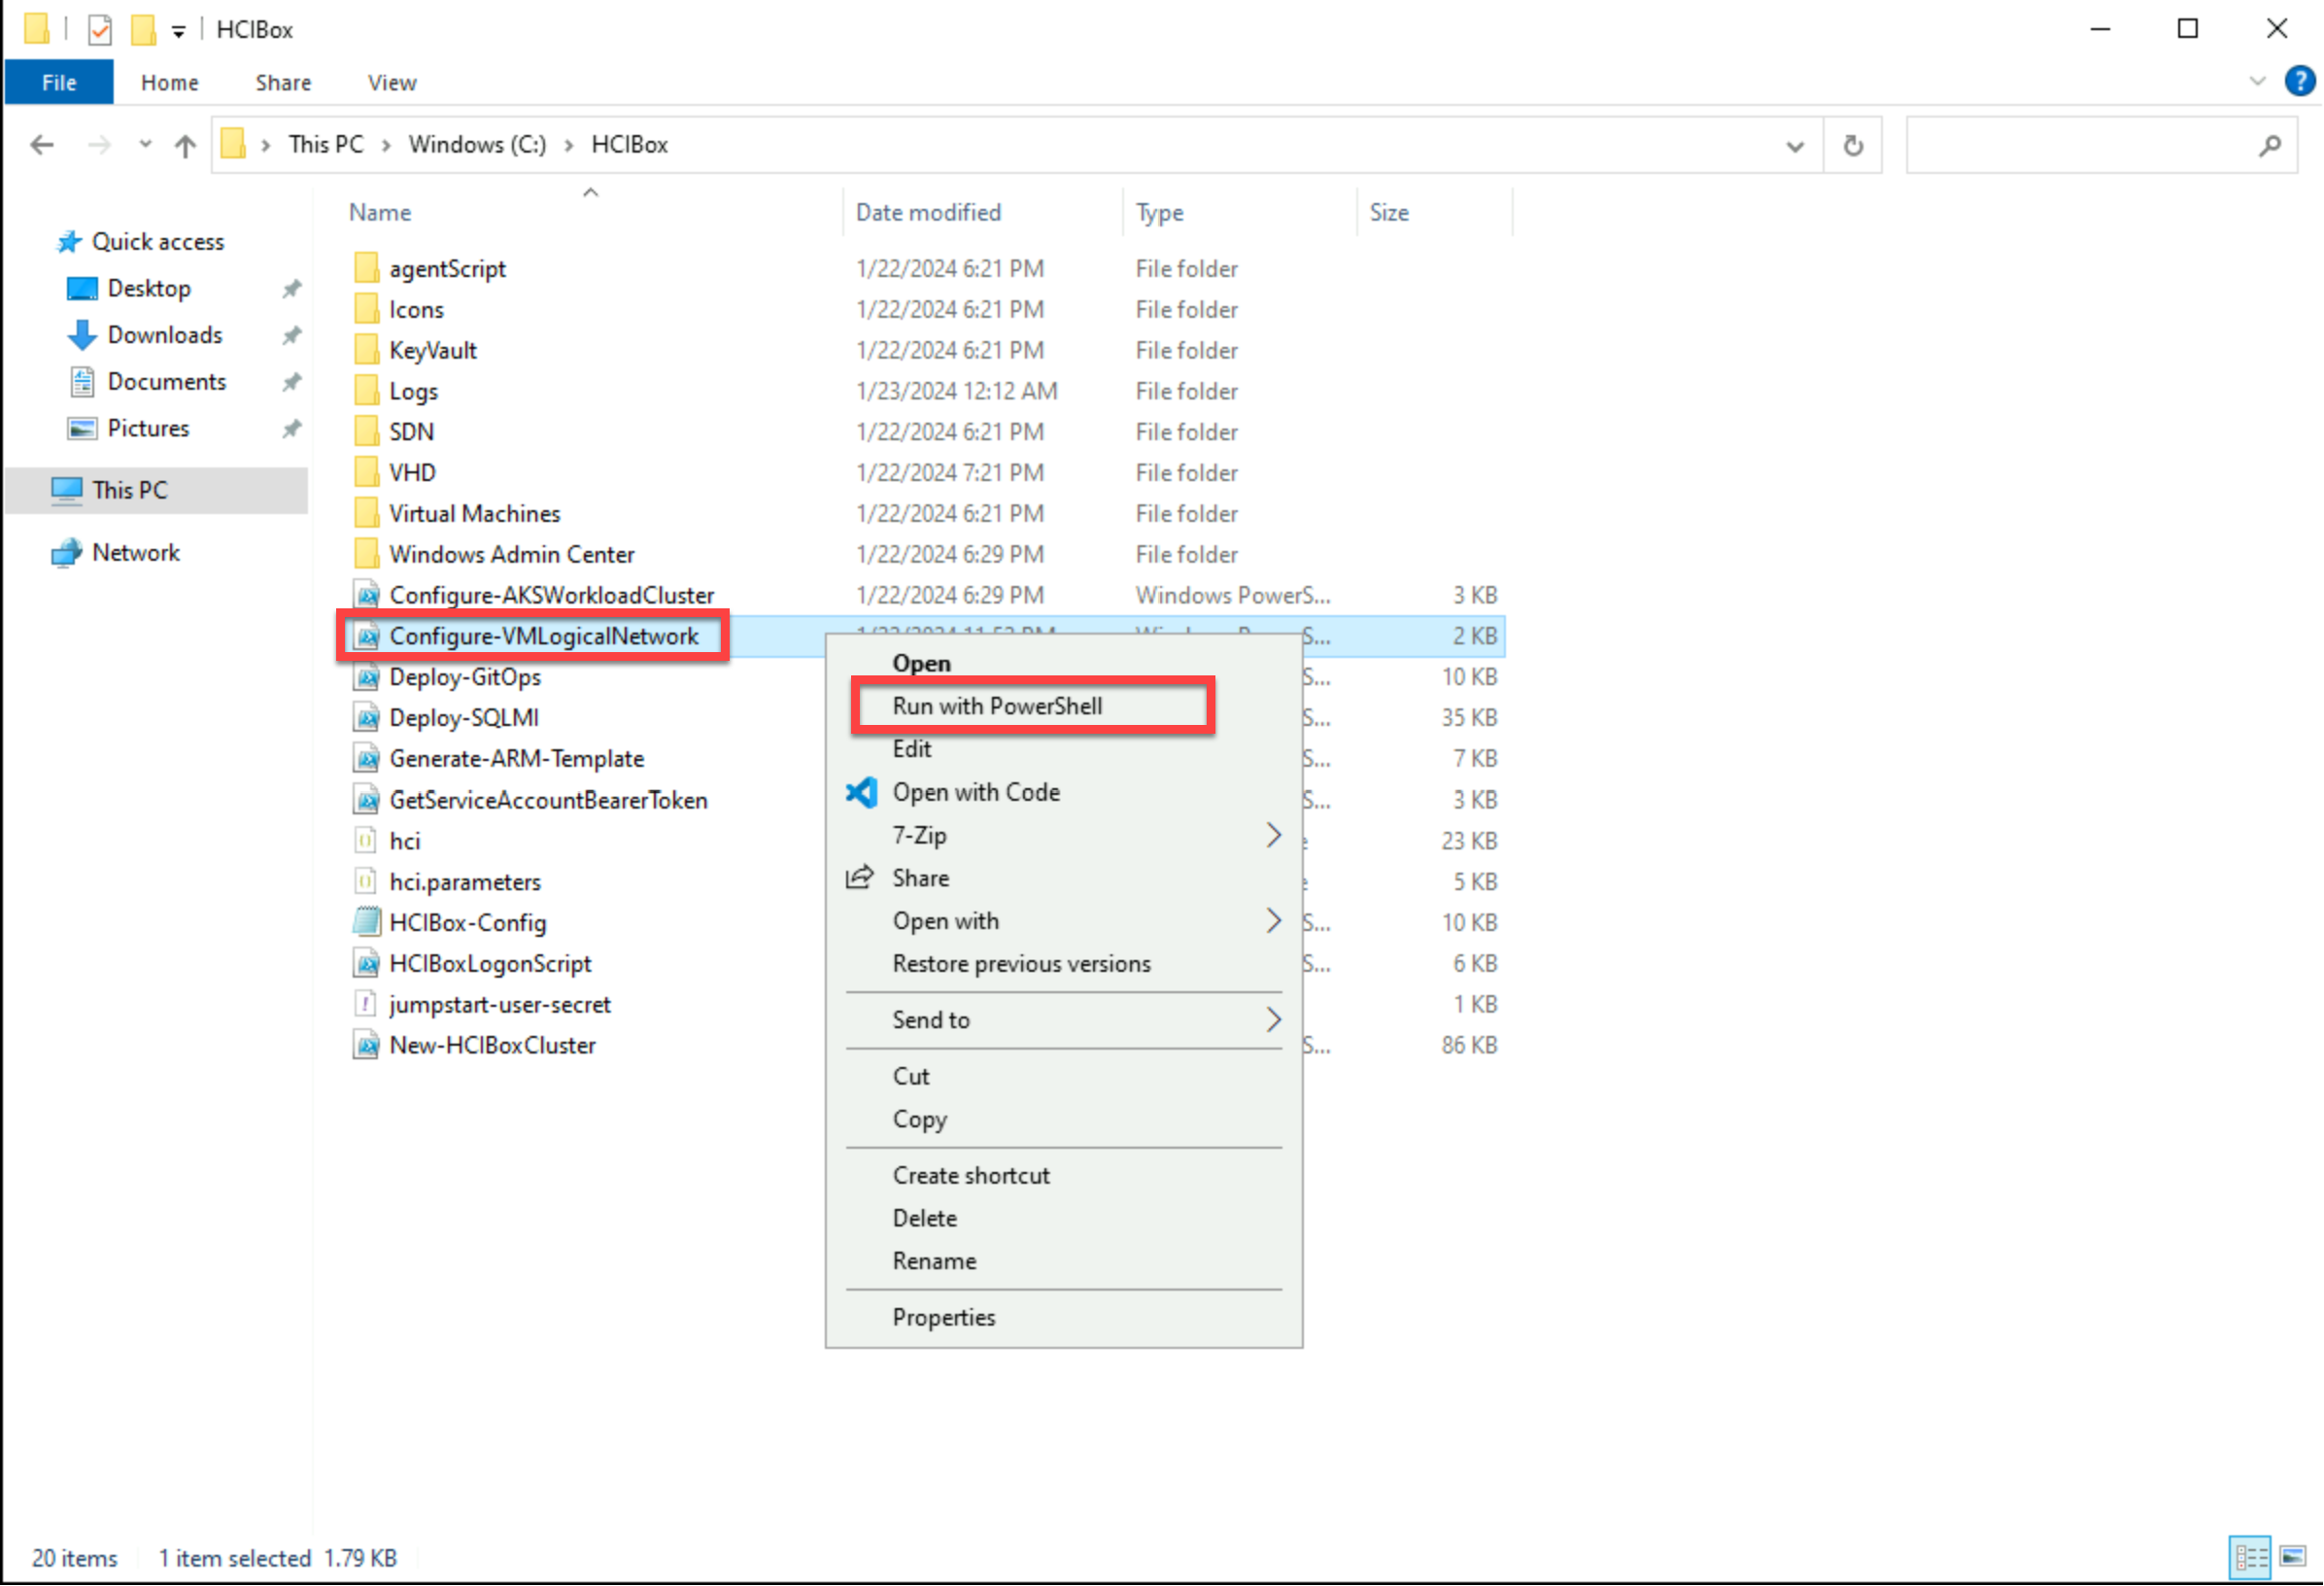 HCIBox
File Home Share View
This PC Windows (C:) HCIBox
Name Date modified Type Size
Quick access
Desktop
Downloads
Documents
Pictures
This PC
Network
agentScript 1/22/2024 6:21 PM File folder
Icons 1/22/2024 6:21 PM File folder
KeyVault 1/22/2024 6:21 PM File folder
Logs 1/23/2024 12:12 AM File folder
SDN 1/22/2024 6:21 PM File folder
VHD 1/22/2024 7:21 PM File folder
Virtual Machines 1/22/2024 6:21 PM File folder
Windows Admin Center 1/22/2024 6:29 PM File folder
Configure-AKSWorkloadCluster 1/22/2024 6:29 PM Windows PowerS... 3 KB
Configure-VMLogicalNetwork S... 2 KB
Deploy-GitOps S... 10 KB
Deploy-SQLMI S... 35 KB
Generate-ARM-Template S... 7 KB
GetServiceAccountBearerToken S... 3 KB
hci 23 KB
hci.parameters 5 KB
HCIBox-Config S... 10 KB
HCIBoxLogonScript S... 6 KB
jumpstart-user-secret 1 KB
New-HCIBoxCluster S... 86 KB
Open
Run with PowerShell
Edit
Open with Code
7-Zip
Share
Open with
Restore previous versions
Send to
Cut
Copy
Create shortcut
Delete
Rename
Properties
20 items 1 item selected 1.79 KB